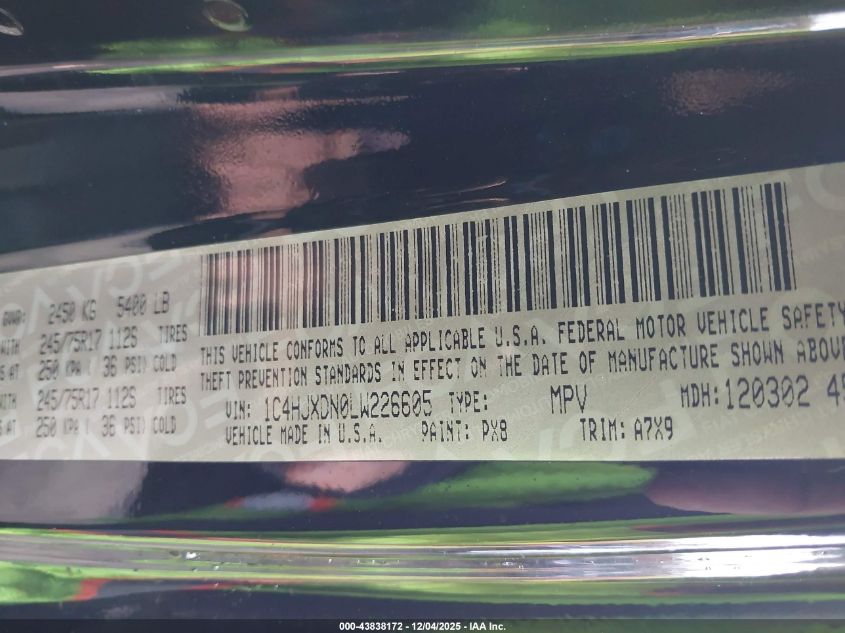 GVWR: 2450 KG 5400 LB
WITH 245/75R17 112S TIRES
S AT 250 KPA ( 36 PSI) COLD
WITH 245/75R17 112S TIRES
S AT 250 KPA ( 36 PSI) COLD
THIS VEHICLE CONFORMS TO ALL APPLICABLE U.S.A. FEDERAL MOTOR VEHICLE SAFETY
THEFT PREVENTION STANDARDS IN EFFECT ON THE DATE OF MANUFACTURE SHOWN ABOVE
VIN: 1C4HJXDN0LW226605 TYPE: MPV MDH: 120302
VEHICLE MADE IN U.S.A. PAINT: PX8 TRIM: A7X9
000-43838172 - 12/04/2025 - IAA Inc.